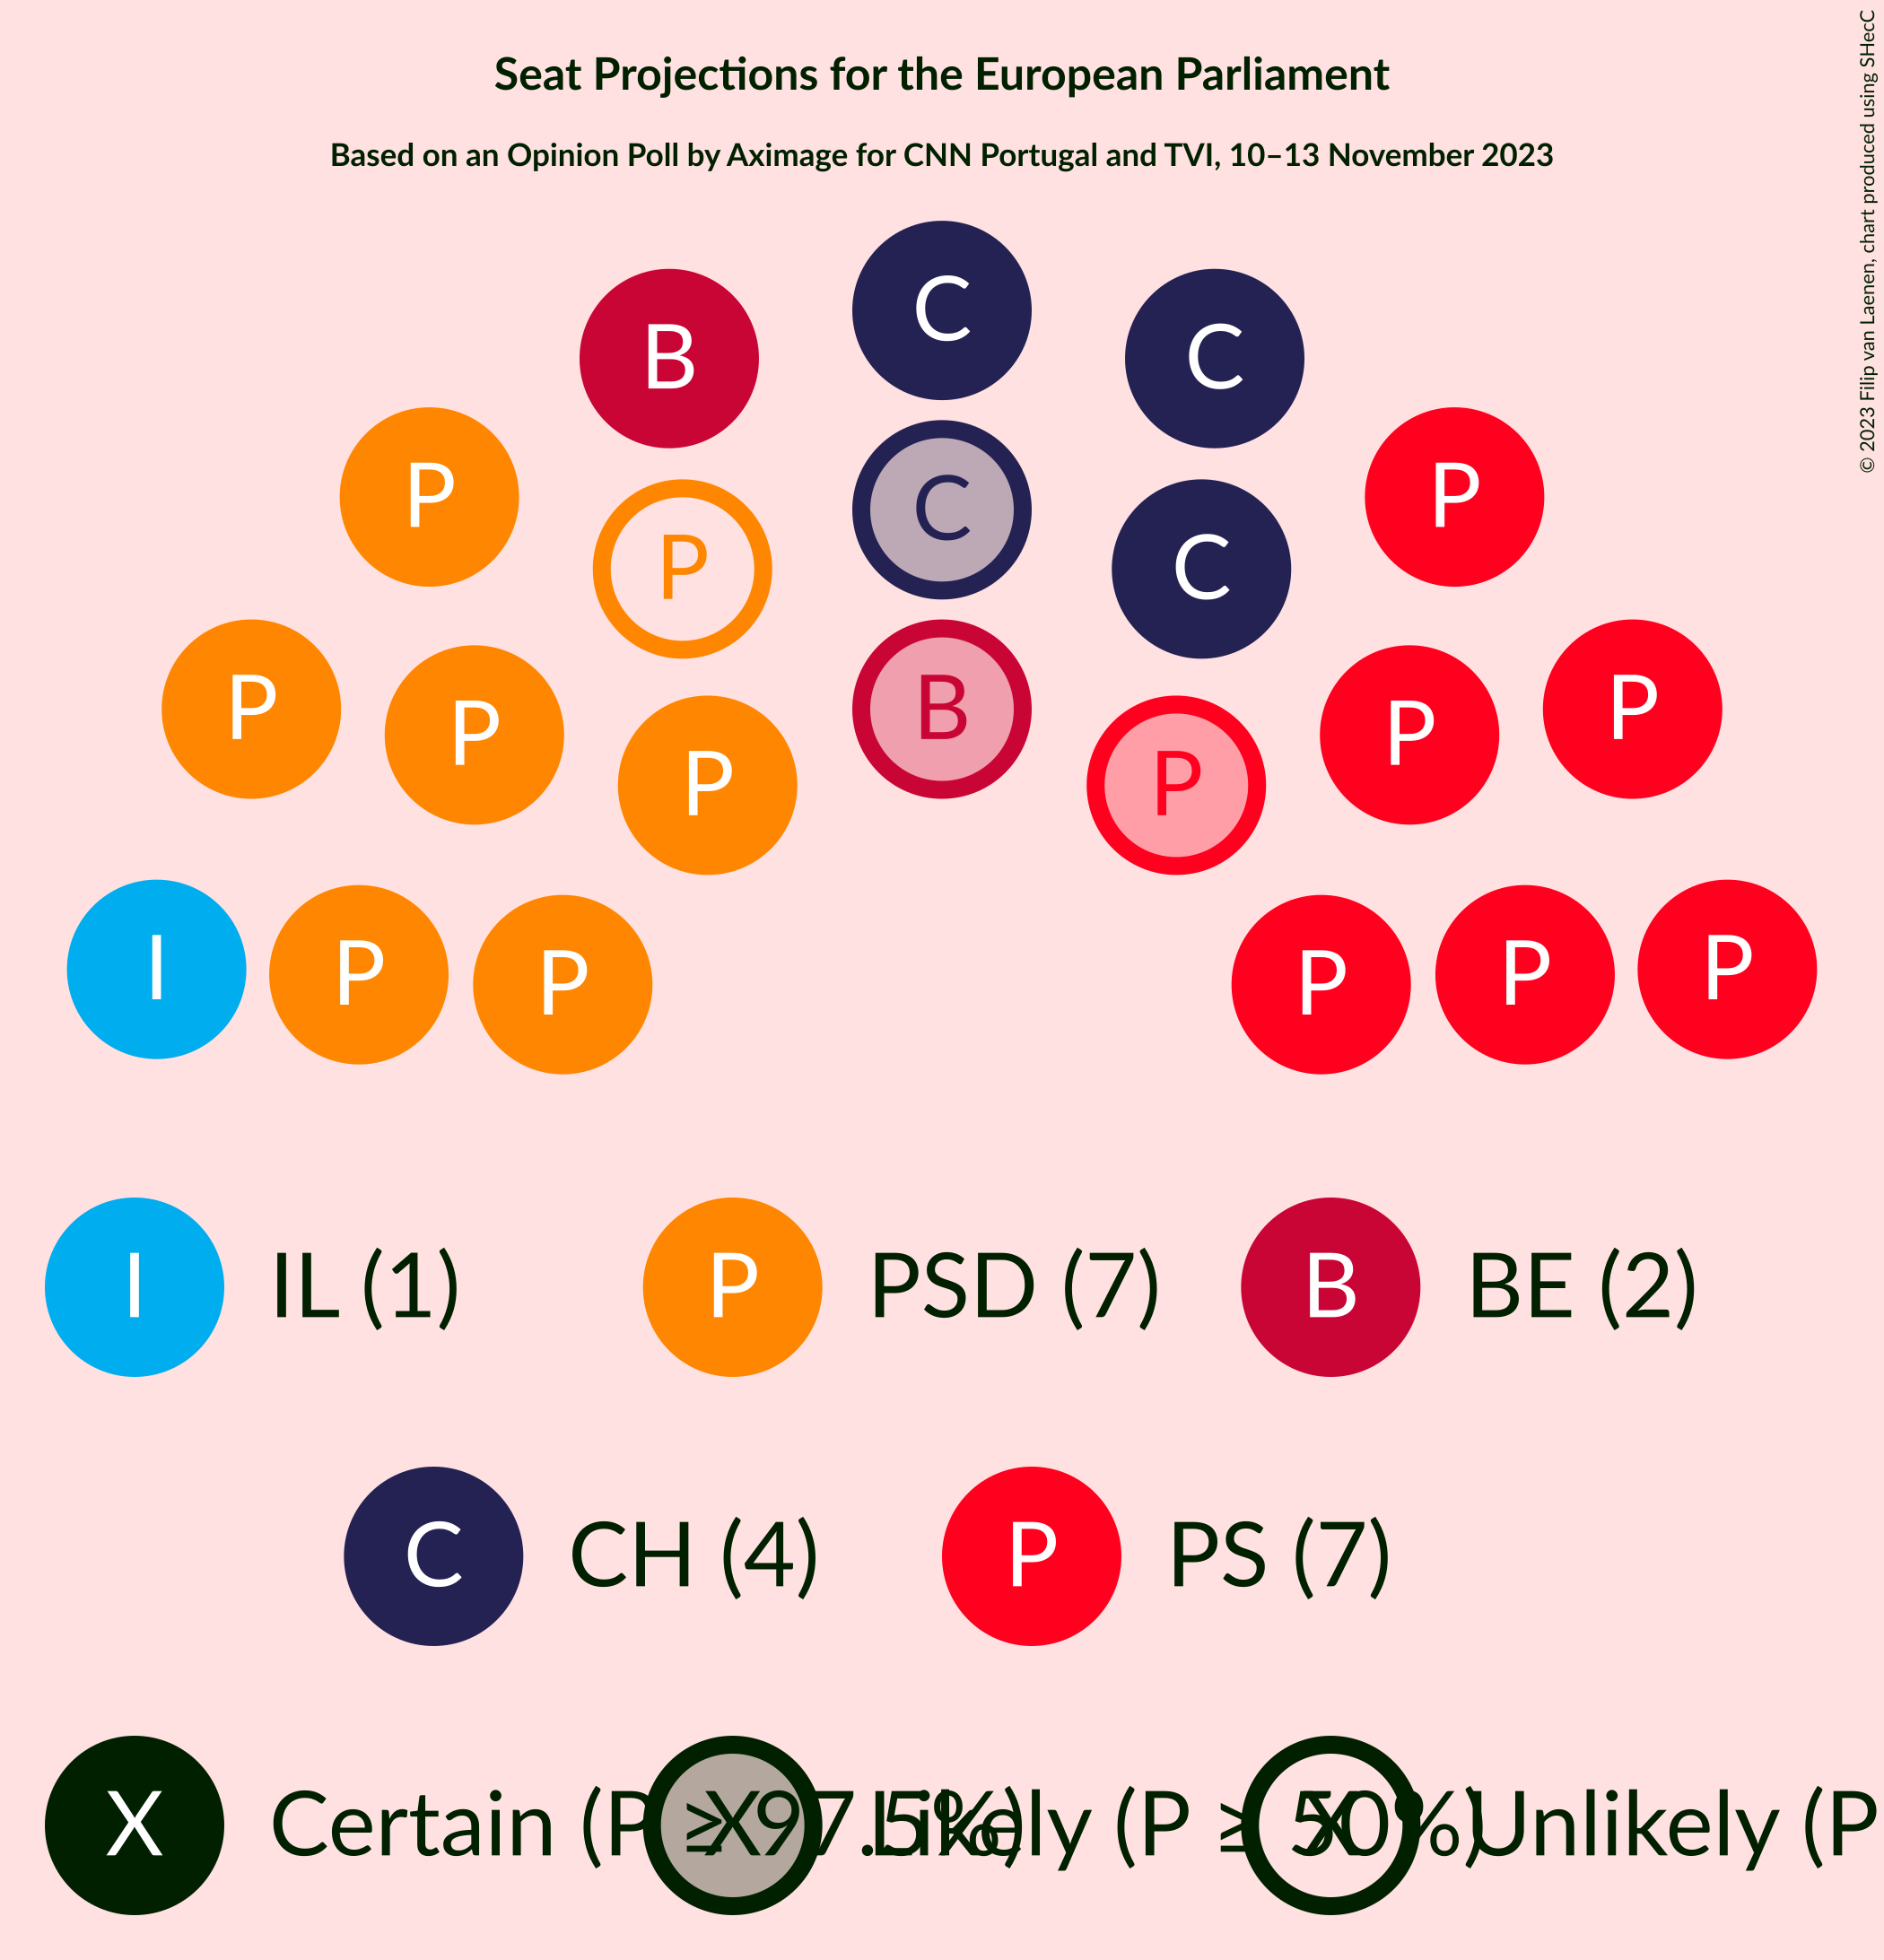 Seat Projections for the European Parliament
Based on an Opinion Poll by Aximage for CNN Portugal and TVI, 10–13 November 2023
© 2023 Filip van Laenen, chart produced using SHecC
C
B C
P C P
P C
P P P P
B
P P
I P P P P P
I IL (1) P PSD (7) B BE (2)
C CH (4) P PS (7)
X Certain (P ≥ 97.5%) X Likely (P ≥ 50%) X Unlikely (P